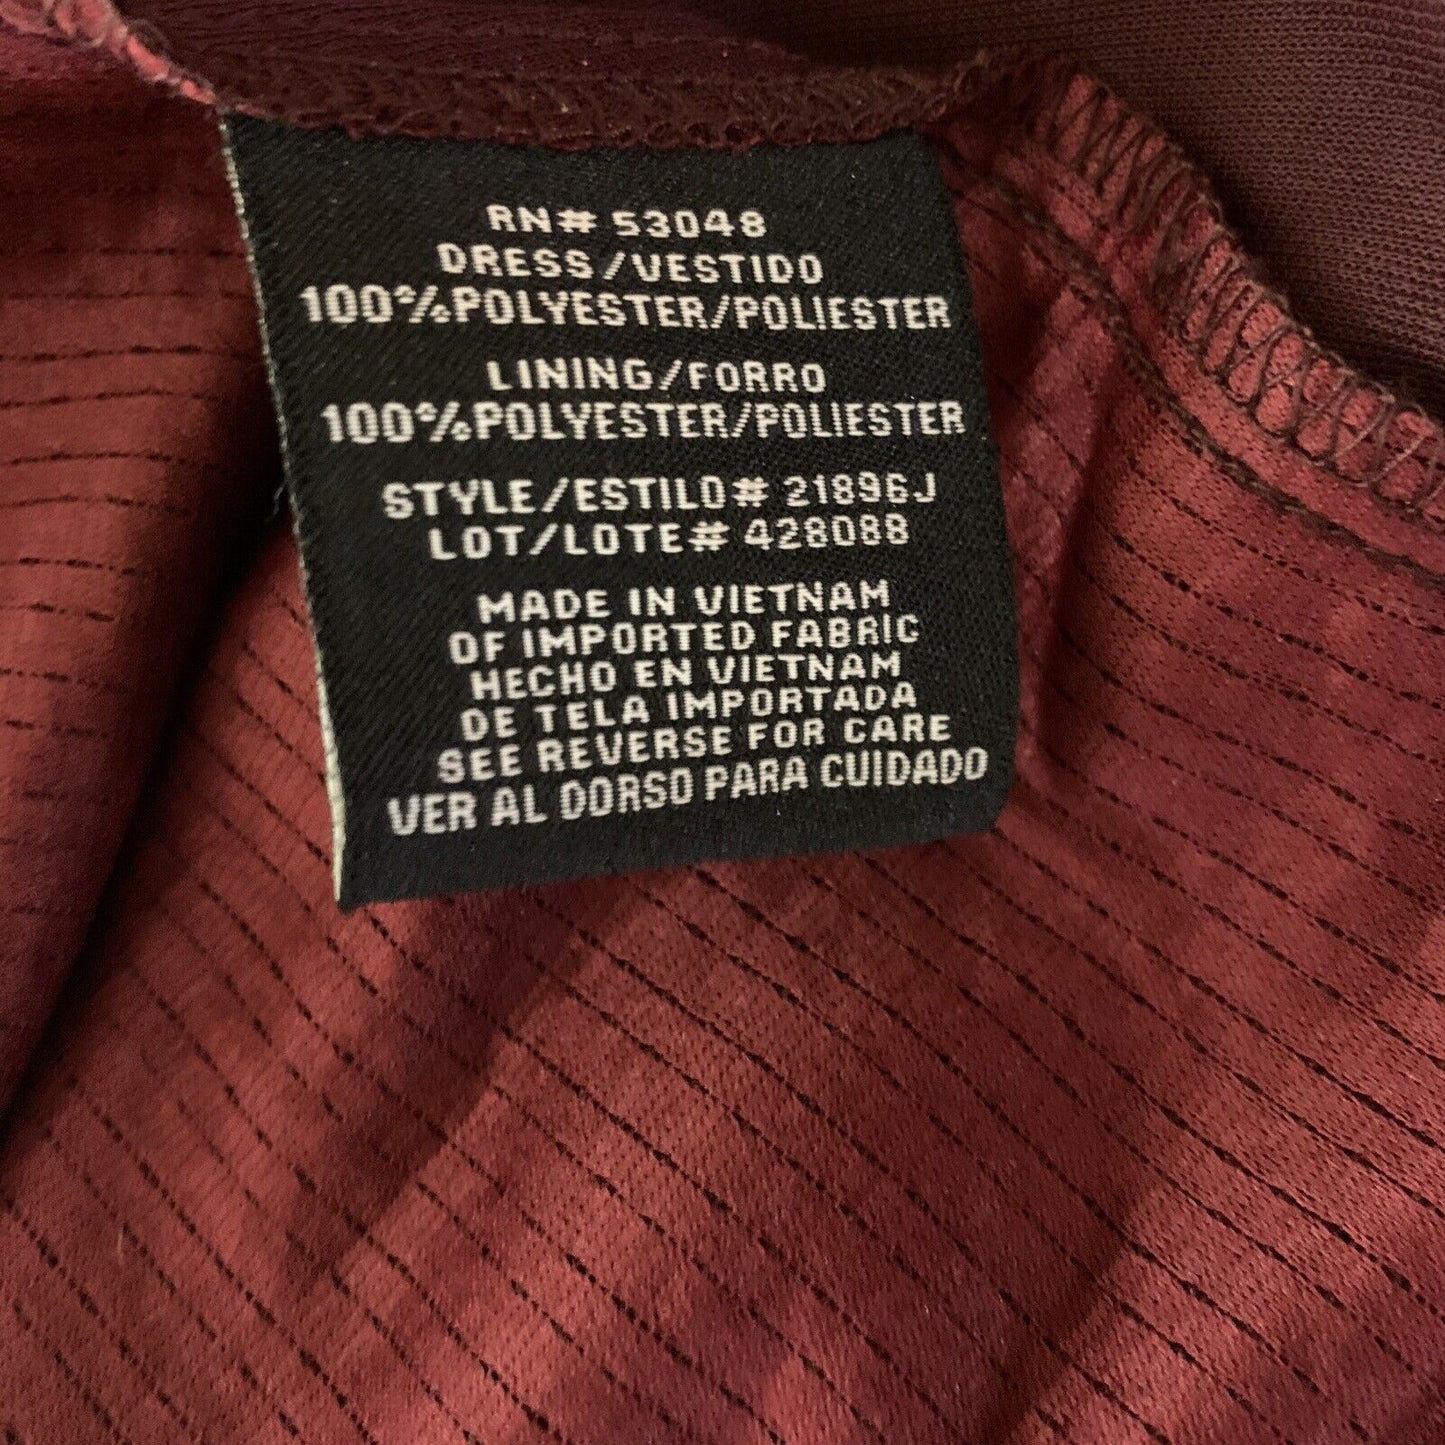 RN# 53048
DRESS/VESTIDO
100%POLYESTER/POLIESTER
LINING/FORRO
100%POLYESTER/POLIESTER
STYLE/ESTILO# 21896J
LOT/LOTE# 428088
MADE IN VIETNAM
OF IMPORTED FABRIC
HECHO EN VIETNAM
DE TELA IMPORTADA
SEE REVERSE FOR CARE
VER AL DORSO PARA CUIDADO